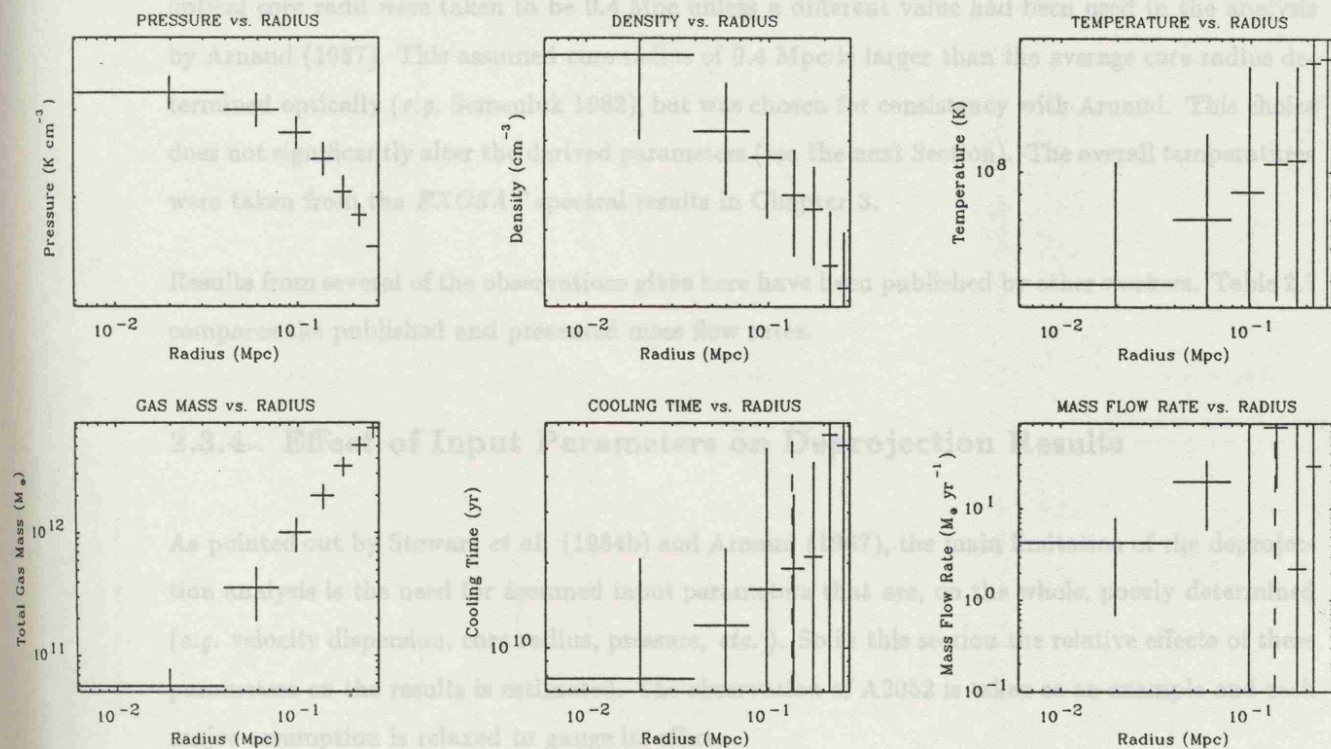 optical core radii were taken to be 0.4 Mpc unless a different value had been used in the analysis
by Arnaud (1987). This assumed core radius of 0.4 Mpc is larger than the average core radius de-
termined optically (e.g. Semeniuk 1982) but was chosen for consistency with Arnaud. This choice
does not significantly alter the derived parameters (see the next Section). The overall temperatures
were taken from the EXOSAT spectral results in Chapter 3.
Results from several of the observations given here have been published by other workers. Table 2.
compares the published and presented mass flow rates.
2.3.4 Effect of Input Parameters on Deprojection Results
As pointed out by Stewart et al. (1984b) and Arnaud (1987), the main limitation of the deprojec-
tion analysis is the need for assumed input parameters that are, on the whole, poorly determined
(e.g. velocity dispersion, core radius, pressure, etc.). So in this section the relative effects of these
parameters on the results is estimated. The observation of A2052 is taken as an example and each
assumption is relaxed to gauge its
PRESSURE vs. RADIUS
Pressure (K cm⁻³)
10⁻² 10⁻¹
Radius (Mpc)
DENSITY vs. RADIUS
Density (cm⁻³)
10⁻² 10⁻¹
Radius (Mpc)
TEMPERATURE vs. RADIUS
Temperature (K)
10⁸
10⁻² 10⁻¹
Radius (Mpc)
GAS MASS vs. RADIUS
Total Gas Mass (M⊙)
10¹²
10¹¹
10⁻² 10⁻¹
Radius (Mpc)
COOLING TIME vs. RADIUS
Cooling Time (yr)
10¹⁰
10⁻² 10⁻¹
Radius (Mpc)
MASS FLOW RATE vs. RADIUS
Mass Flow Rate M⊙ yr⁻¹
10¹
10⁰
10⁻¹
10⁻² 10⁻¹
Radius (Mpc)